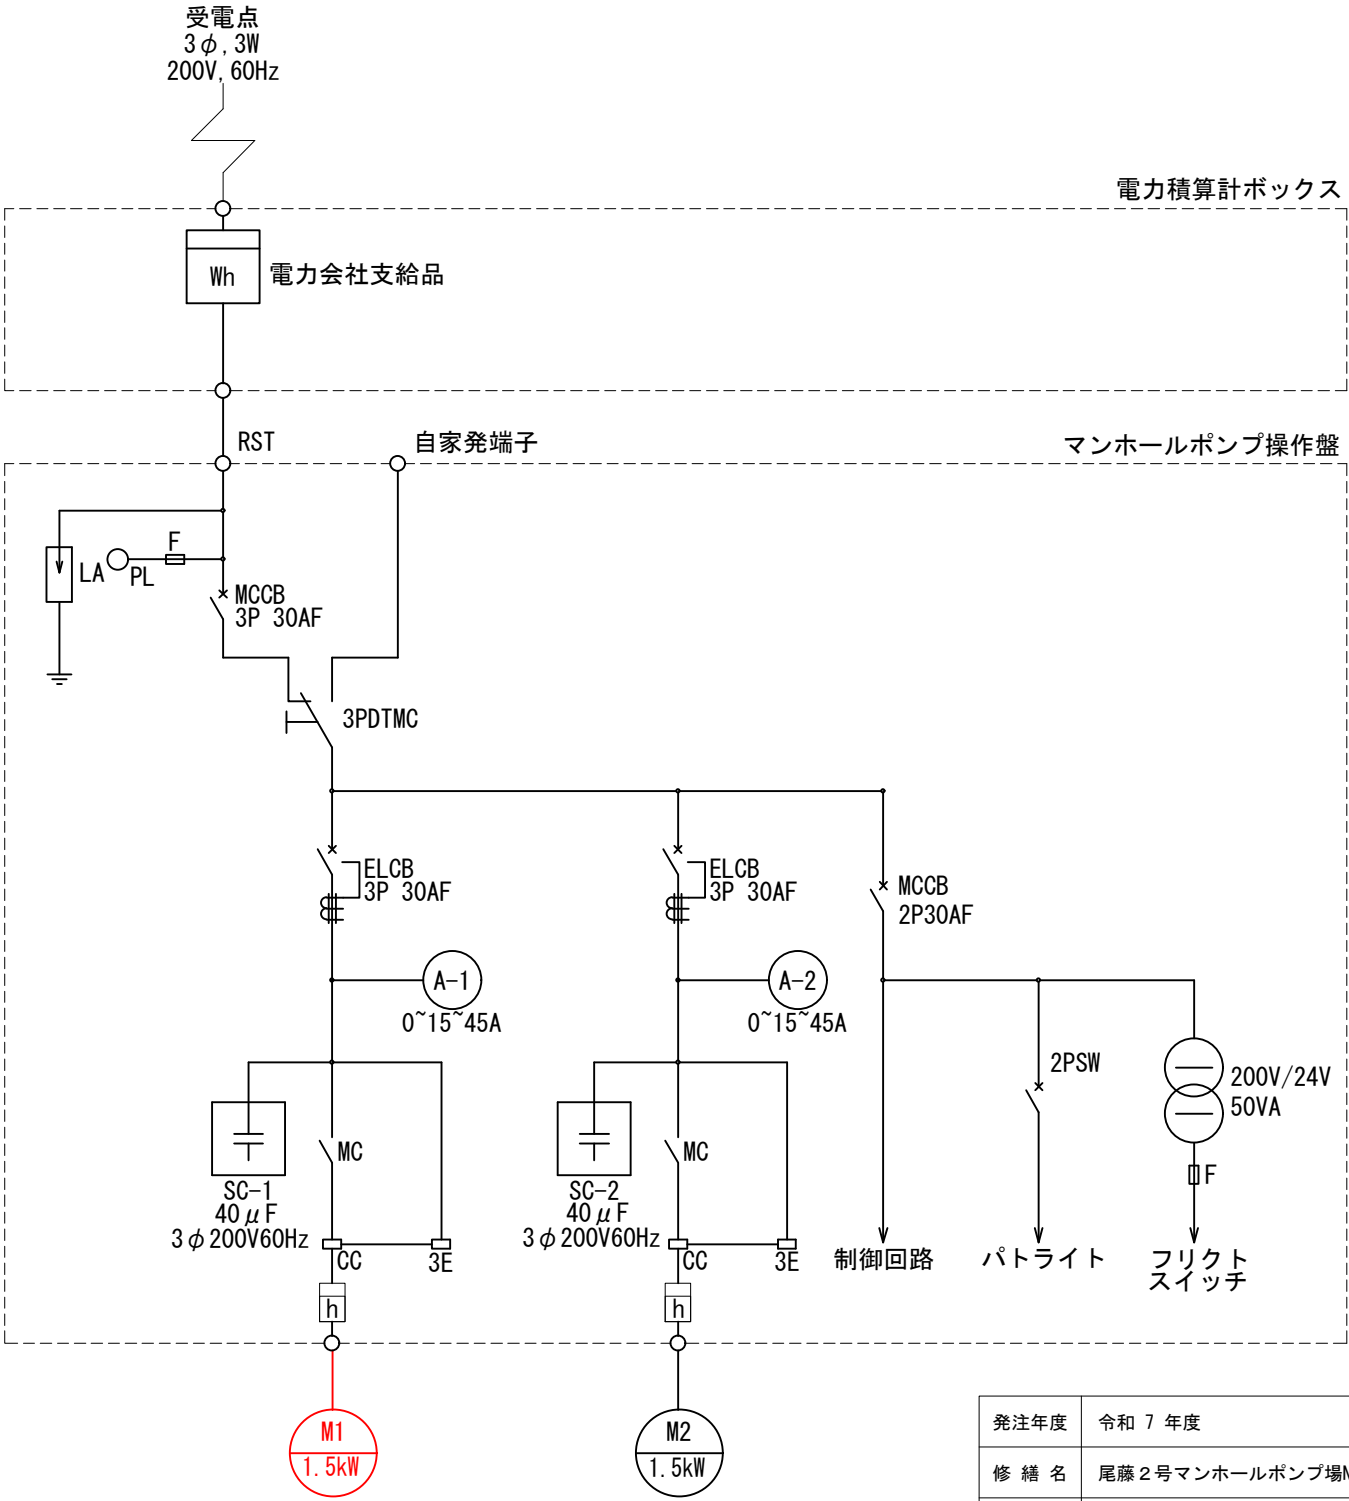 受電点
3φ, 3W
200V, 60Hz
電力積算計ボックス
Wh
電力会社支給品
RST
自家発端子
マンホールポンプ操作盤
F
LA
PL
MCCB
3P 30AF
3PDTMC
ELCB
3P 30AF
ELCB
3P 30AF
MCCB
2P30AF
A-1
0~15~45A
A-2
0~15~45A
2PSW
200V/24V
50VA
MC
MC
F
SC-1
40μF
3φ200V60Hz
CC
3E
SC-2
40μF
3φ200V60Hz
CC
3E
制御回路
パトライト
フリクト
スイッチ
h
h
M1
1.5kW
M2
1.5kW
発注年度
令和 7 年度
修 繕 名
尾藤２号マンホールポンプ場